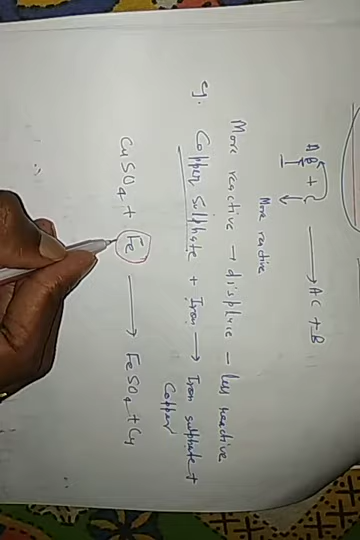 AB + C ⟶ AC + B
More reactive
More reactive → displace – less reactive
eg. Copper Sulphate + Iron ⟶ Iron sulphate +
Copper
CuSO4 + Fe ⟶ FeSO4 + Cu